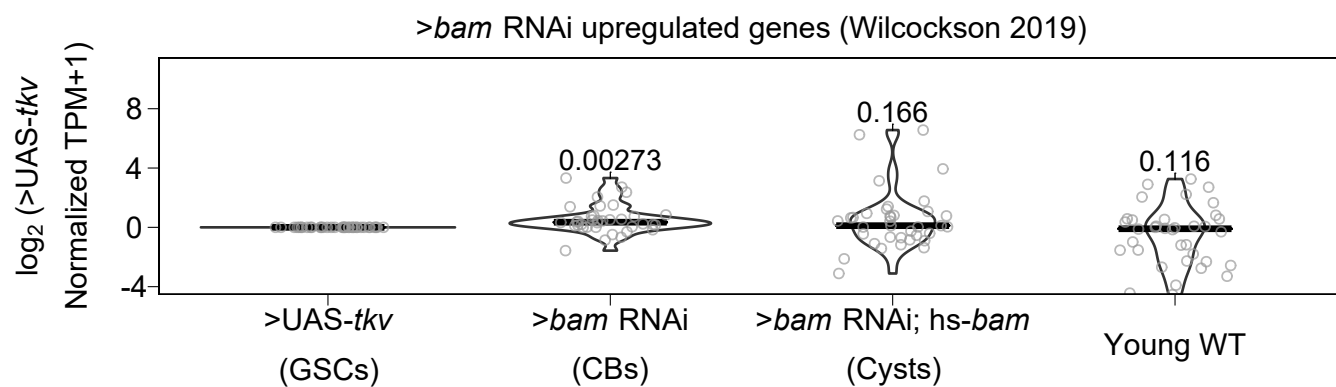 >bam RNAi upregulated genes (Wilcockson 2019)
log₂ (>UAS-tkv
Normalized TPM+1)
8
4
0
-4
0.00273
0.166
0.116
>UAS-tkv
(GSCs)
>bam RNAi
(CBs)
>bam RNAi; hs-bam
(Cysts)
Young WT